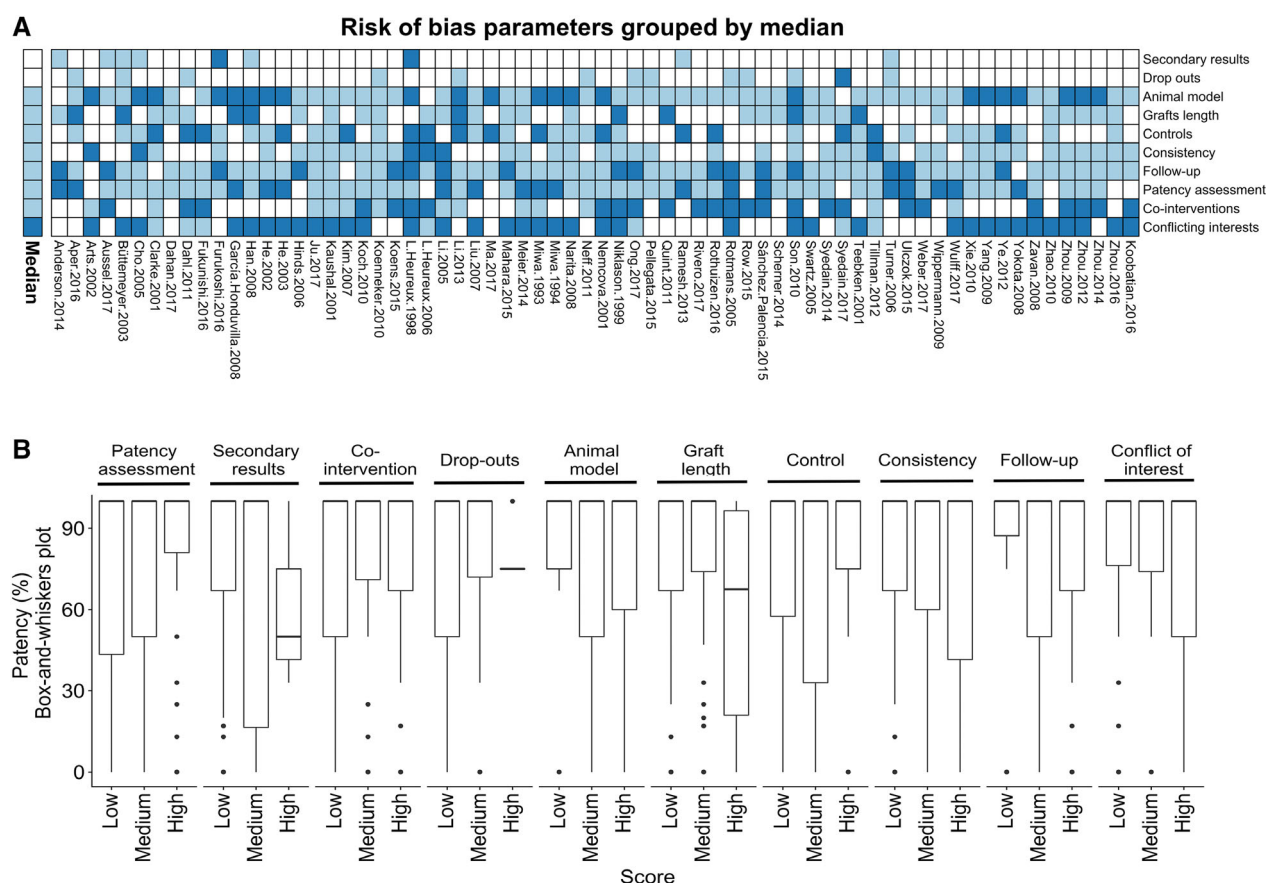 A
Risk of bias parameters grouped by median
Secondary results
Drop outs
Animal model
Grafts length
Controls
Consistency
Follow-up
Patency assessment
Co-interventions
Conflicting interests
Median
Anderson.2014
Aper.2016
Arts.2002
Aussel.2017
Büttemeyer.2003
Cho.2005
Clarke.2001
Dahan.2017
Dahl.2011
Fukunishi.2016
Furukoshi.2016
Garcia.Honduvilla.2008
Han.2008
He.2002
He.2003
Hinds.2006
Ju.2017
Kaushal.2001
Kim.2007
Koch.2010
Koenneker.2010
Koens.2015
L.Heureux.1998
L.Heureux.2006
Li.2005
Li.2013
Liu.2007
Ma.2017
Mahara.2015
Meier.2014
Miwa.1993
Miwa.1994
Narita.2008
Neff.2011
Nemcova.2001
Niklason.1999
Ong.2017
Pellegata.2015
Quint.2011
Ramesh.2013
Rivero.2017
Rothuizen.2016
Rotmans.2005
Row.2015
Sánchez.Palencia.2015
Scherner.2014
Son.2010
Swartz.2005
Syedain.2014
Syedain.2017
Teebken.2001
Tillman.2012
Turner.2006
Ulczok.2015
Weber.2017
Wippermann.2009
Wulff.2017
Xie.2010
Yang.2009
Ye.2012
Yokota.2008
Zavan.2008
Zhao.2010
Zhou.2009
Zhou.2012
Zhou.2014
Zhou.2016
Koobatian.2016
B
Patency
assessment
Secondary
results
Co-
intervention
Drop-outs
Animal
model
Graft
length
Control
Consistency
Follow-up
Conflict of
interest
Patency (%)
Box-and-whiskers plot
90
60
30
0
Low
Medium
High
Low
Medium
High
Low
Medium
High
Low
Medium
High
Low
Medium
High
Low
Medium
High
Low
Medium
High
Low
Medium
High
Low
Medium
High
Low
Medium
High
Score